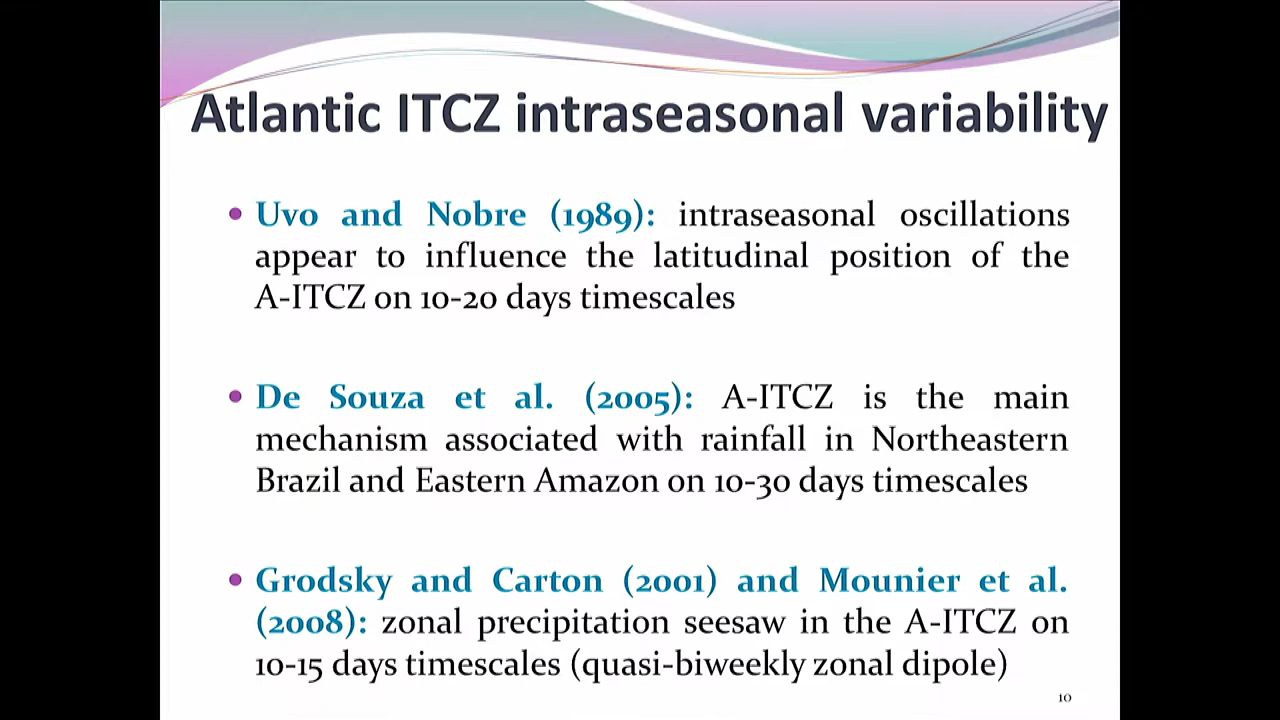 Atlantic ITCZ intraseasonal variability
• Uvo and Nobre (1989): intraseasonal oscillations
appear to influence the latitudinal position of the
A-ITCZ on 10-20 days timescales
• De Souza et al. (2005): A-ITCZ is the main
mechanism associated with rainfall in Northeastern
Brazil and Eastern Amazon on 10-30 days timescales
• Grodsky and Carton (2001) and Mounier et al.
(2008): zonal precipitation seesaw in the A-ITCZ on
10-15 days timescales (quasi-biweekly zonal dipole)
10